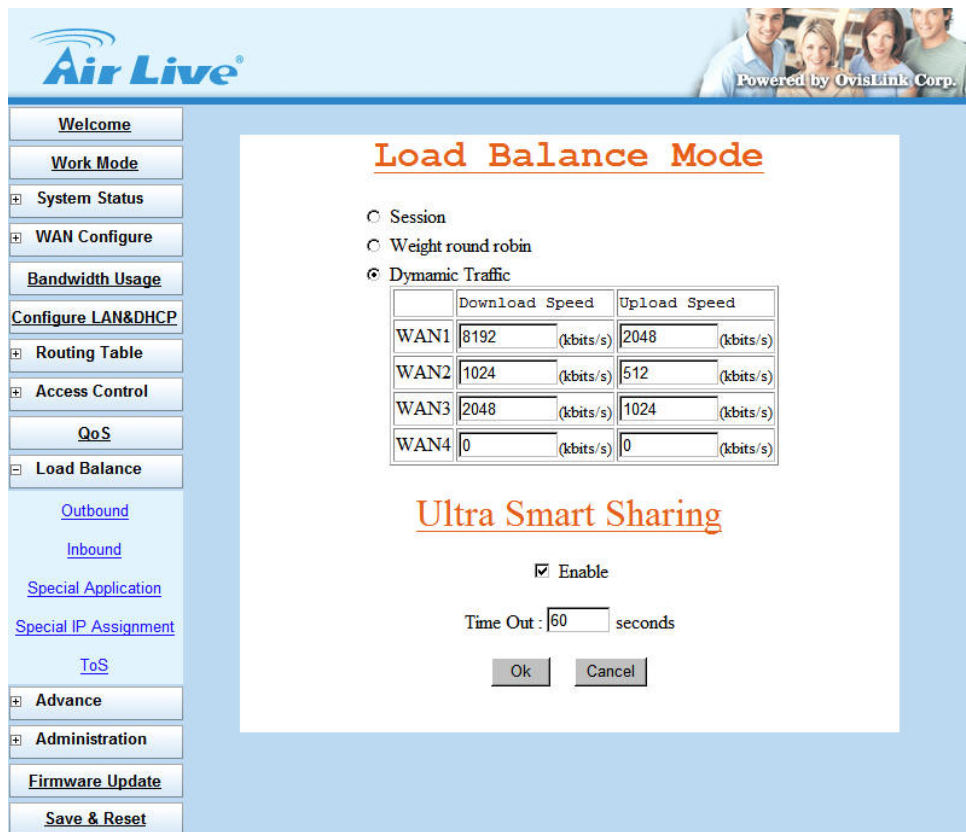 Air Live®
Powered by OvisLink Corp.
Welcome
Work Mode
System Status
WAN Configure
Bandwidth Usage
Configure LAN&DHCP
Routing Table
Access Control
QoS
Load Balance
Outbound
Inbound
Special Application
Special IP Assignment
ToS
Advance
Administration
Firmware Update
Save & Reset
Load Balance Mode
Session
Weight round robin
Dymamic Traffic
Download Speed Upload Speed
WAN1 8192 (kbits/s) 2048 (kbits/s)
WAN2 1024 (kbits/s) 512 (kbits/s)
WAN3 2048 (kbits/s) 1024 (kbits/s)
WAN4 0 (kbits/s) 0 (kbits/s)
Ultra Smart Sharing
Enable
Time Out : 60 seconds
Ok Cancel